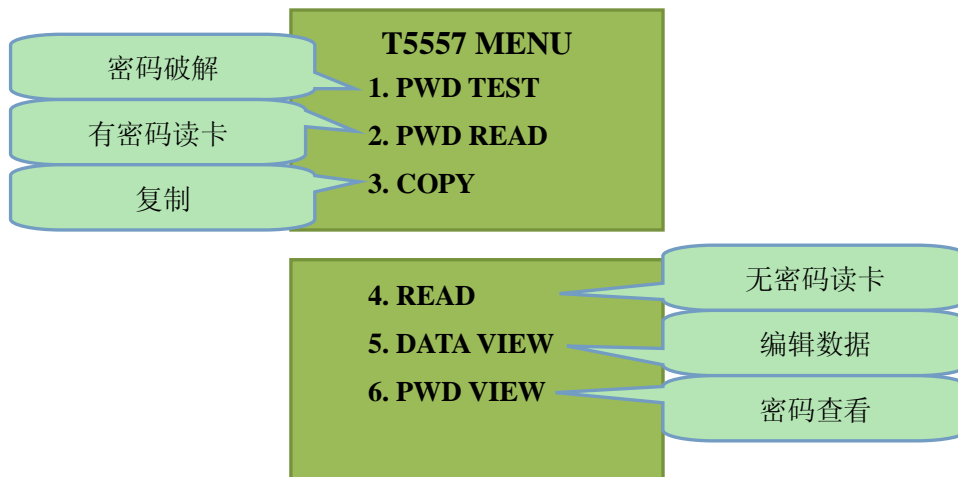 T5557 MENU
密码破解
1. PWD TEST
有密码读卡
2. PWD READ
复制
3. COPY
4. READ
无密码读卡
5. DATA VIEW
编辑数据
6. PWD VIEW
密码查看